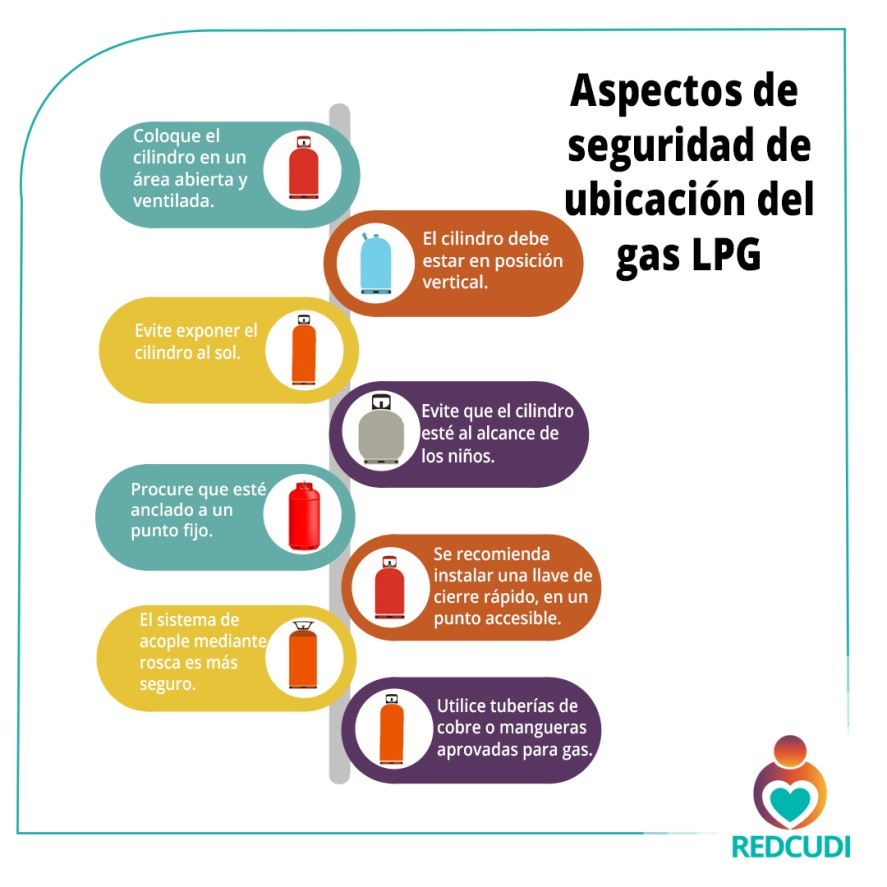 Aspectos de
seguridad de
ubicación del
gas LPG
Coloque el
cilindro en un
área abierta y
ventilada.
El cilindro debe
estar en posición
vertical.
Evite exponer el
cilindro al sol.
Evite que el cilindro
esté al alcance de
los niños.
Procure que esté
anclado a un
punto fijo.
Se recomienda
instalar una llave de
cierre rápido, en un
punto accesible.
El sistema de
acople mediante
rosca es más
seguro.
Utilice tuberías de
cobre o mangueras
aprovadas para gas.
REDCUDI